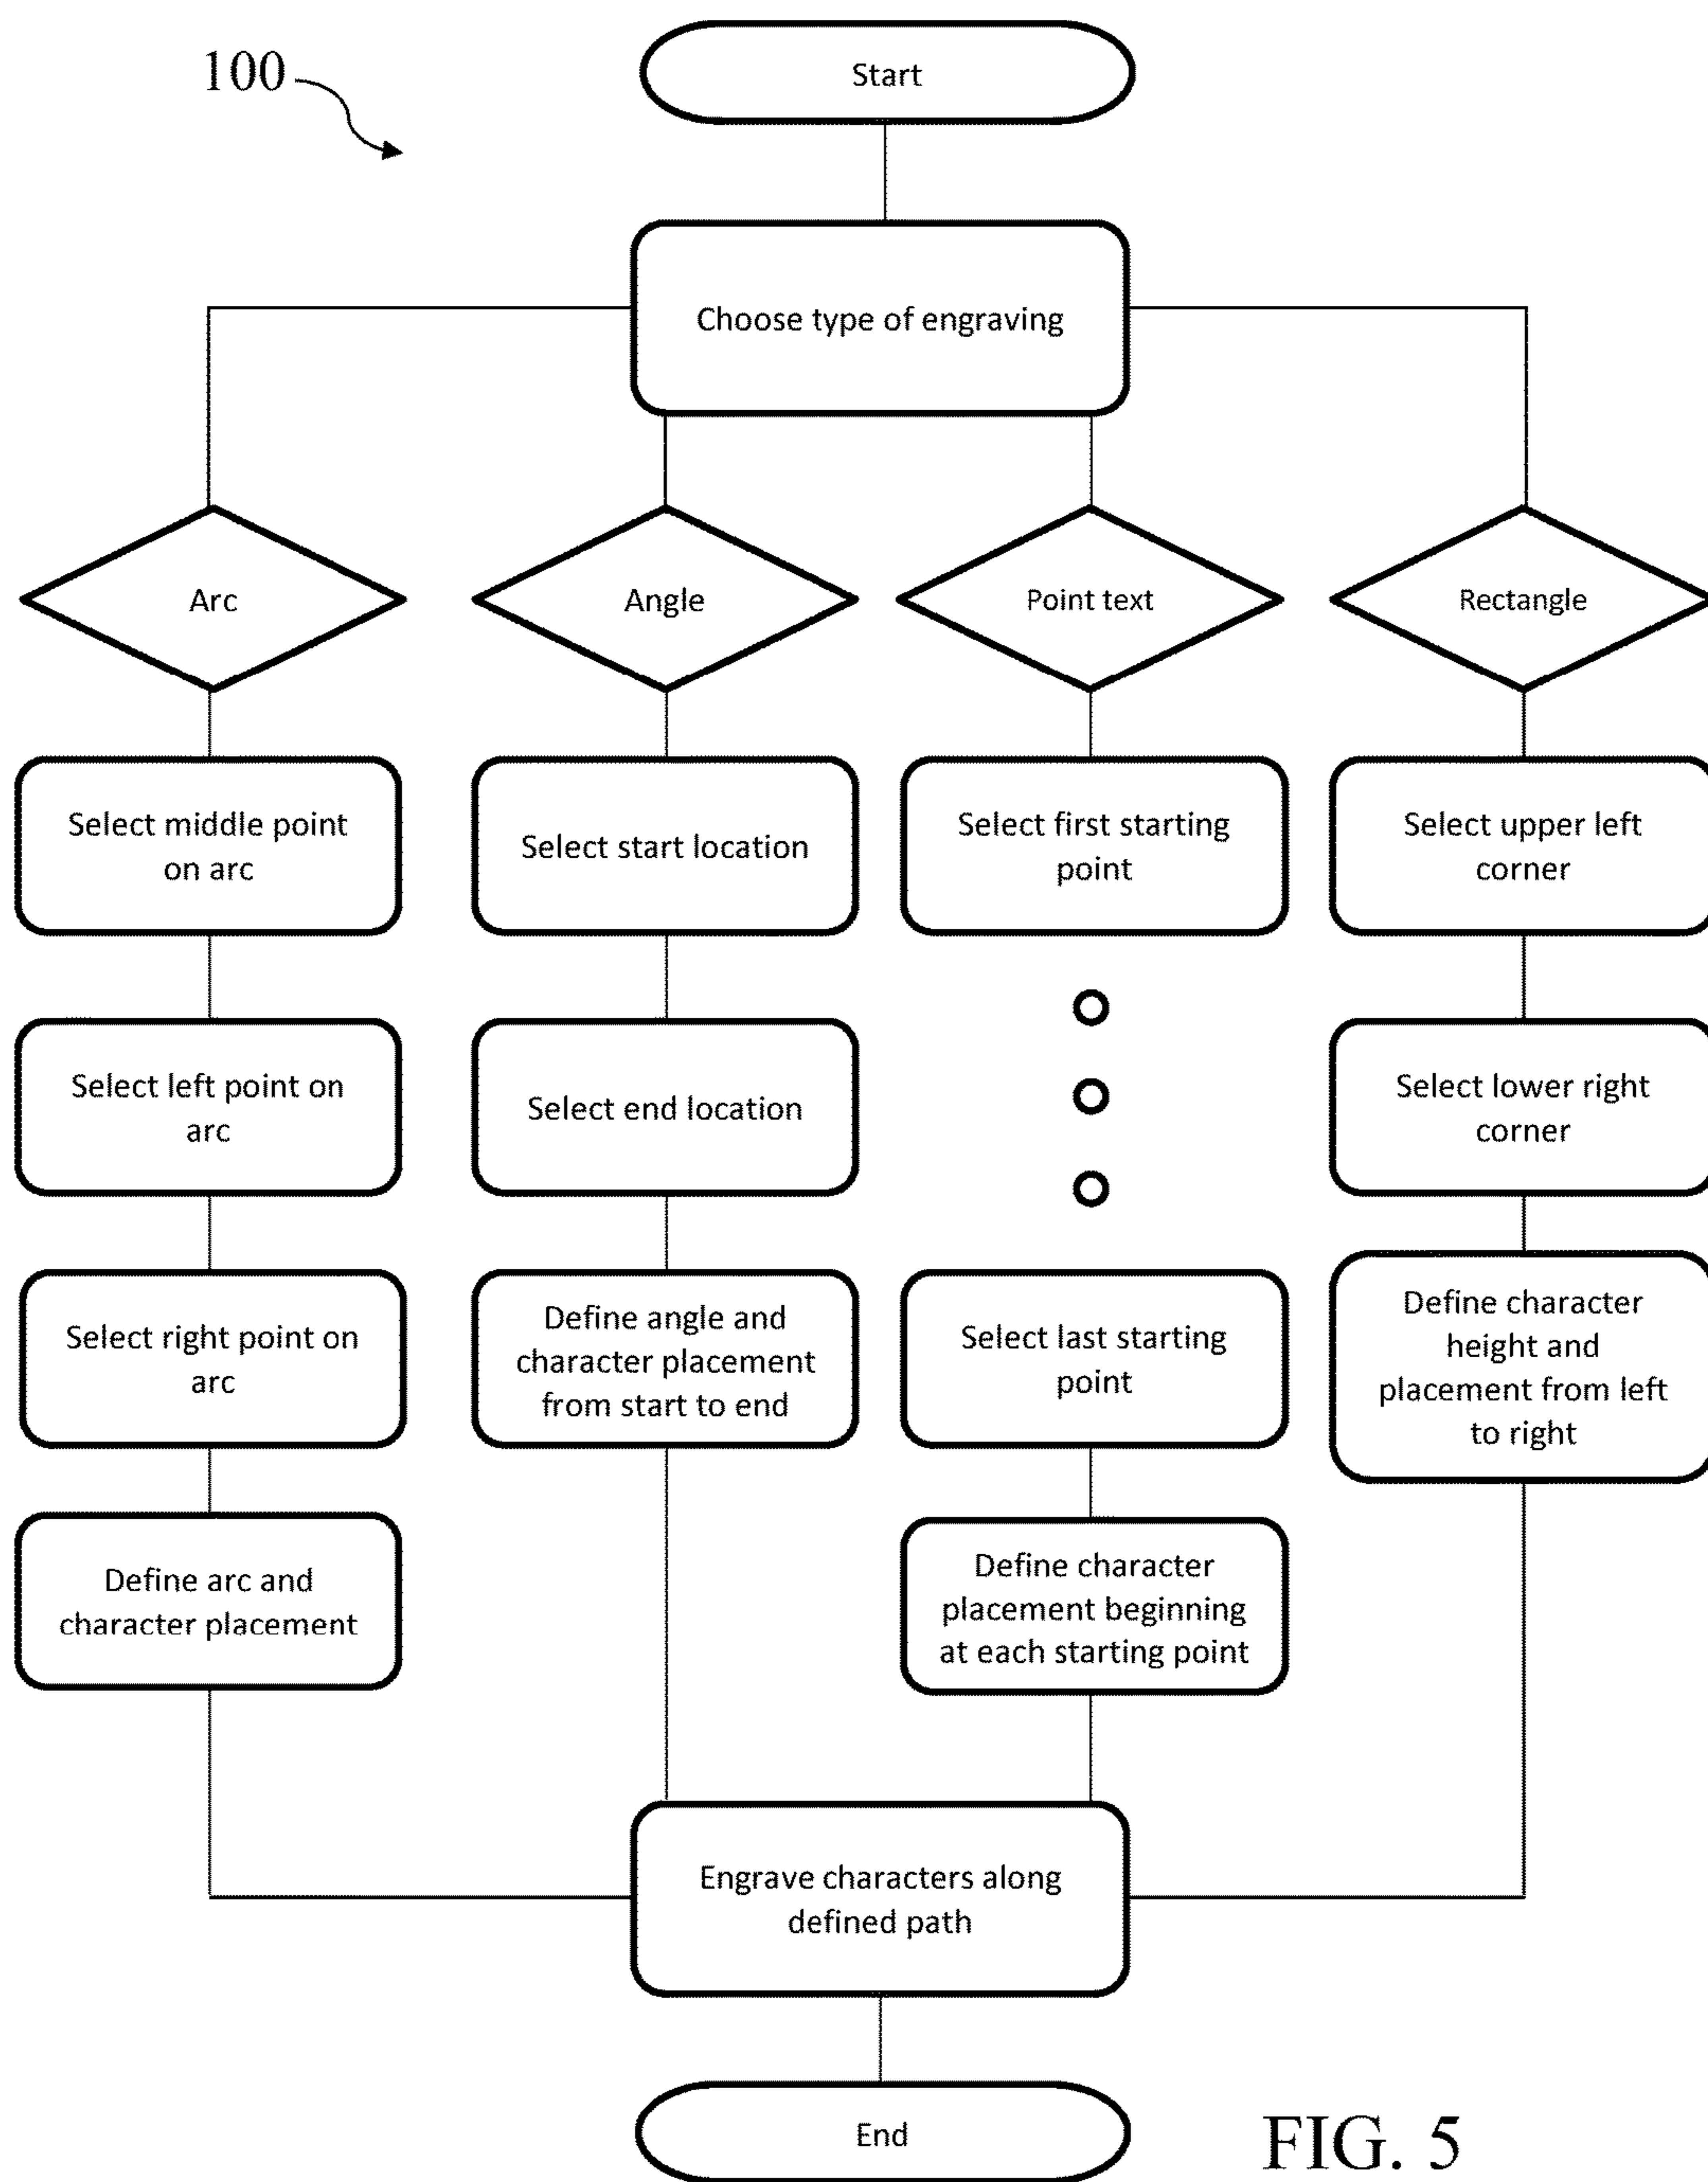 100
Start
Choose type of engraving
Arc
Angle
Point text
Rectangle
Select middle point
on arc
Select start location
Select first starting
point
Select upper left
corner
Select left point on
arc
Select end location
Select lower right
corner
Select right point on
arc
Define angle and
character placement
from start to end
Select last starting
point
Define character
height and
placement from left
to right
Define arc and
character placement
Define character
placement beginning
at each starting point
Engrave characters along
defined path
End
FIG. 5